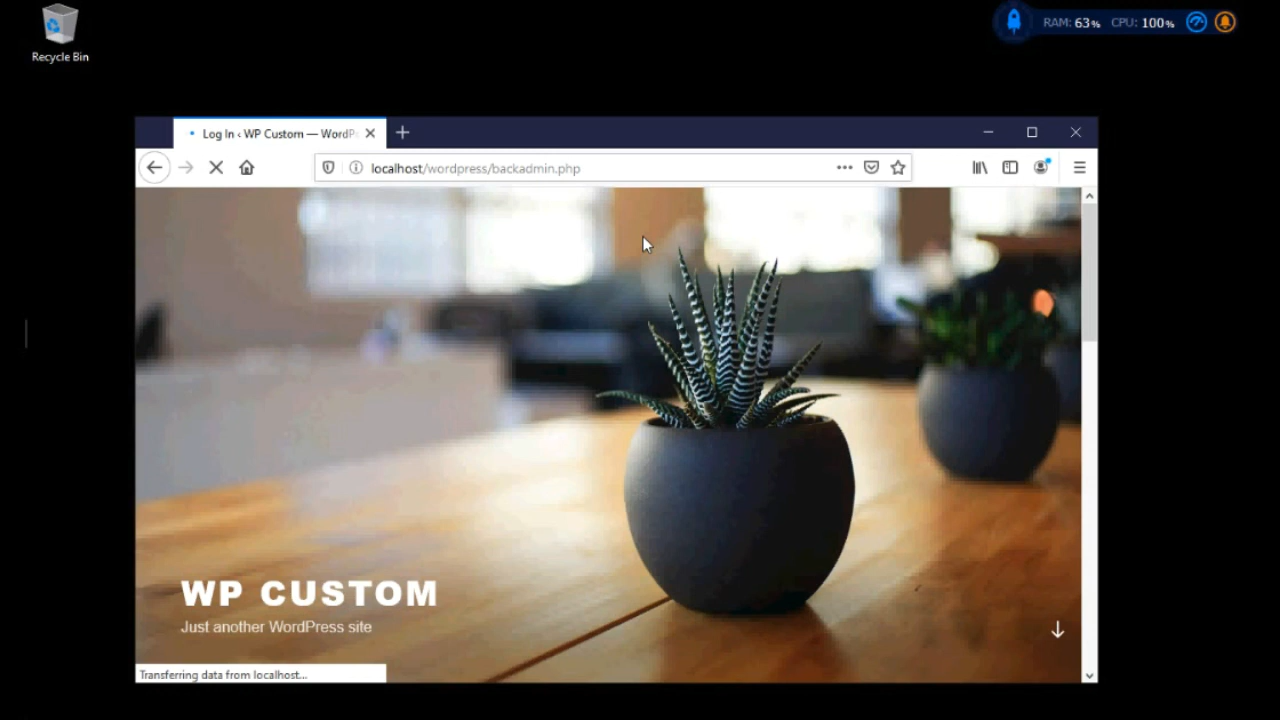 Recycle Bin
RAM: 63% CPU: 100%
Log In ‹ WP Custom — WordP
localhost/wordpress/backadmin.php
WP CUSTOM
Just another WordPress site
Transferring data from localhost...